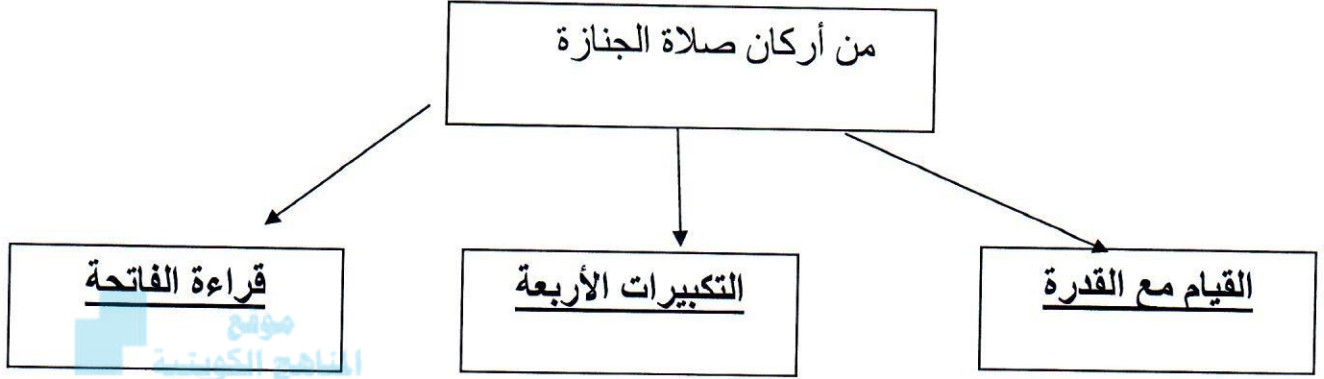 من أركان صلاة الجنازة
القيام مع القدرة
التكبيرات الأربعة
قراءة الفاتحة
موقع
المناهج الكويتية